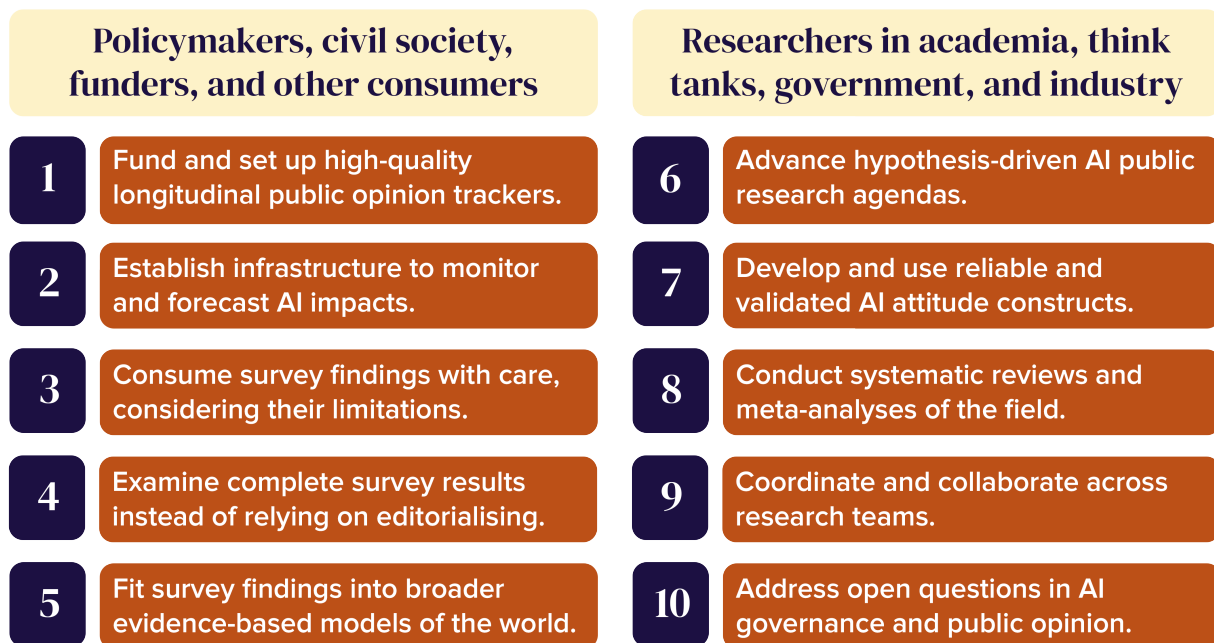 Policymakers, civil society,
funders, and other consumers
1
Fund and set up high-quality
longitudinal public opinion trackers.
2
Establish infrastructure to monitor
and forecast AI impacts.
3
Consume survey findings with care,
considering their limitations.
4
Examine complete survey results
instead of relying on editorialising.
5
Fit survey findings into broader
evidence-based models of the world.
Researchers in academia, think
tanks, government, and industry
6
Advance hypothesis-driven AI public
research agendas.
7
Develop and use reliable and
validated AI attitude constructs.
8
Conduct systematic reviews and
meta-analyses of the field.
9
Coordinate and collaborate across
research teams.
10
Address open questions in AI
governance and public opinion.